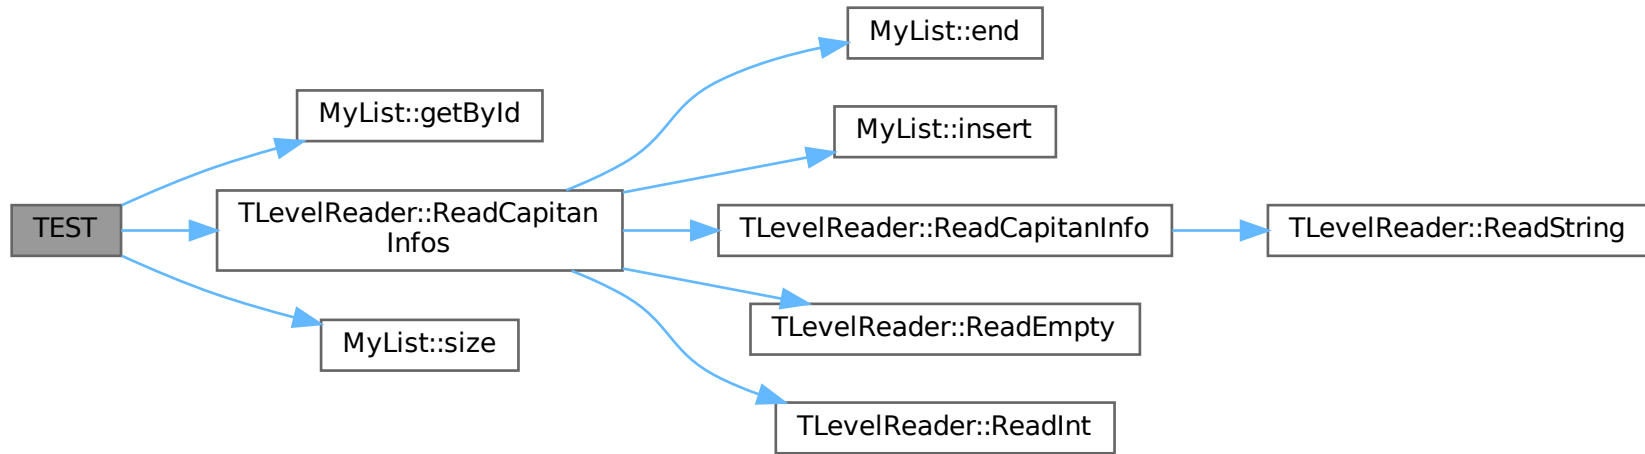 TEST
MyList::getById
TLevelReader::ReadCapitan
Infos
MyList::size
MyList::end
MyList::insert
TLevelReader::ReadCapitanInfo
TLevelReader::ReadEmpty
TLevelReader::ReadInt
TLevelReader::ReadString